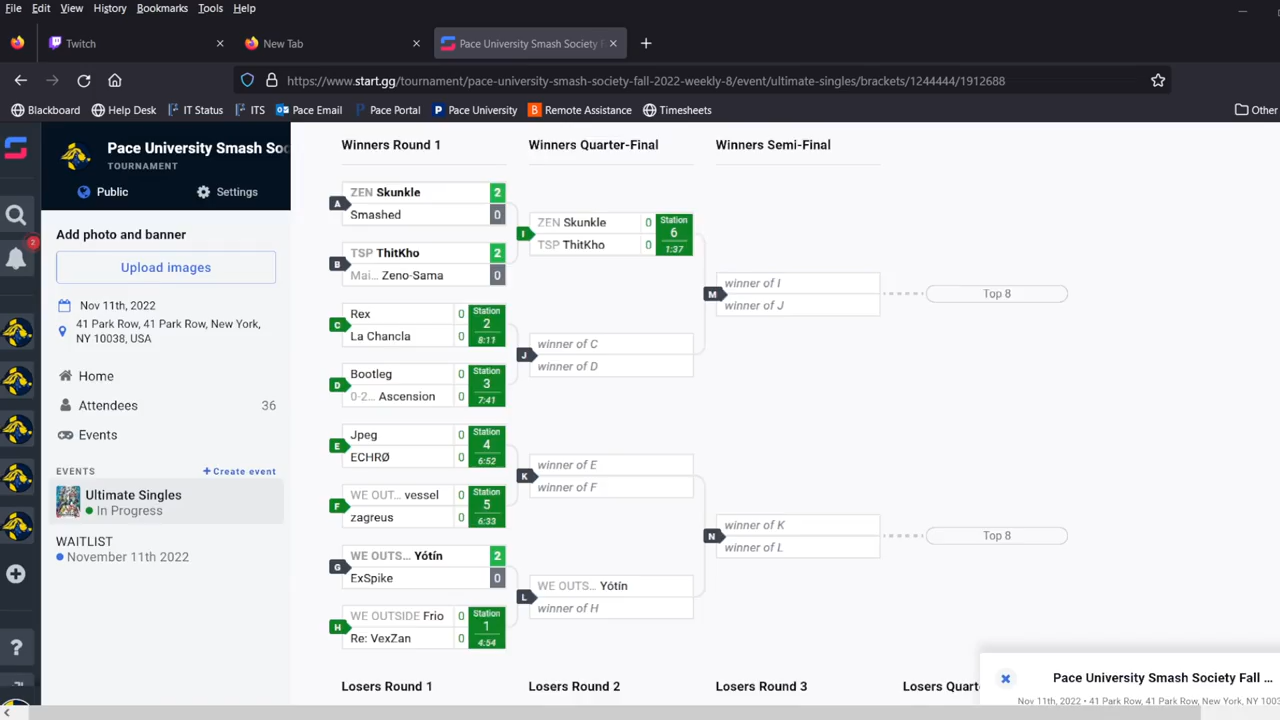 File Edit View History Bookmarks Tools Help
Twitch
New Tab
Pace University Smash Society F
https://www.start.gg/tournament/pace-university-smash-society-fall-2022-weekly-8/event/ultimate-singles/brackets/1244444/1912688
Blackboard Help Desk IT Status ITS Pace Email Pace Portal Pace University Remote Assistance Timesheets Other
Pace University Smash Soc
TOURNAMENT
Public Settings
2
Add photo and banner
Upload images
Nov 11th, 2022
41 Park Row, 41 Park Row, New York,
NY 10038, USA
Home
Attendees 36
Events
EVENTS + Create event
Ultimate Singles
In Progress
WAITLIST
November 11th 2022
Winners Round 1
A
ZEN Skunkle 2
Smashed 0
B
TSP ThitKho 2
Mai... Zeno-Sama 0
C
Rex 0
La Chancla 0
Station
2
8:11
D
Bootleg 0
0-2... Ascension 0
Station
3
7:41
E
Jpeg 0
ECHRØ 0
Station
4
6:52
F
WE OUT... vessel 0
zagreus 0
Station
5
6:33
G
WE OUTS... Yótín 2
ExSpike 0
H
WE OUTSIDE Frio 0
Re: VexZan 0
Station
1
4:54
Winners Quarter-Final
I
ZEN Skunkle 0
TSP ThitKho 0
Station
6
1:37
J
winner of C
winner of D
K
winner of E
winner of F
L
WE OUTS... Yótín
winner of H
Winners Semi-Final
M
winner of I
winner of J
Top 8
N
winner of K
winner of L
Top 8
Losers Round 1
Losers Round 2
Losers Round 3
Losers Quart
Pace University Smash Society Fall ...
Nov 11th, 2022 • 41 Park Row, 41 Park Row, New York, NY 1003